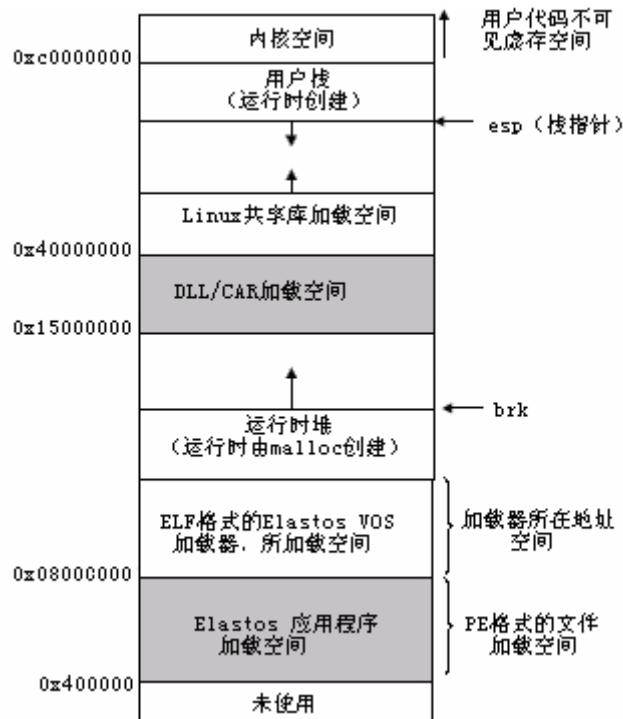 用户代码不可
见虚存空间
内核空间
0xc0000000
用户栈
（运行时创建）
esp（栈指针）
Linux共享库加载空间
0x40000000
DLL/CAR加载空间
0x15000000
brk
运行时堆
（运行时由malloc创建）
ELF格式的Elastos VOS
加载器．所加载空间
加载器所在地址
空间
0x08000000
Elastos 应用程序
加载空间
PE格式的文件
加载空间
0x400000
未使用